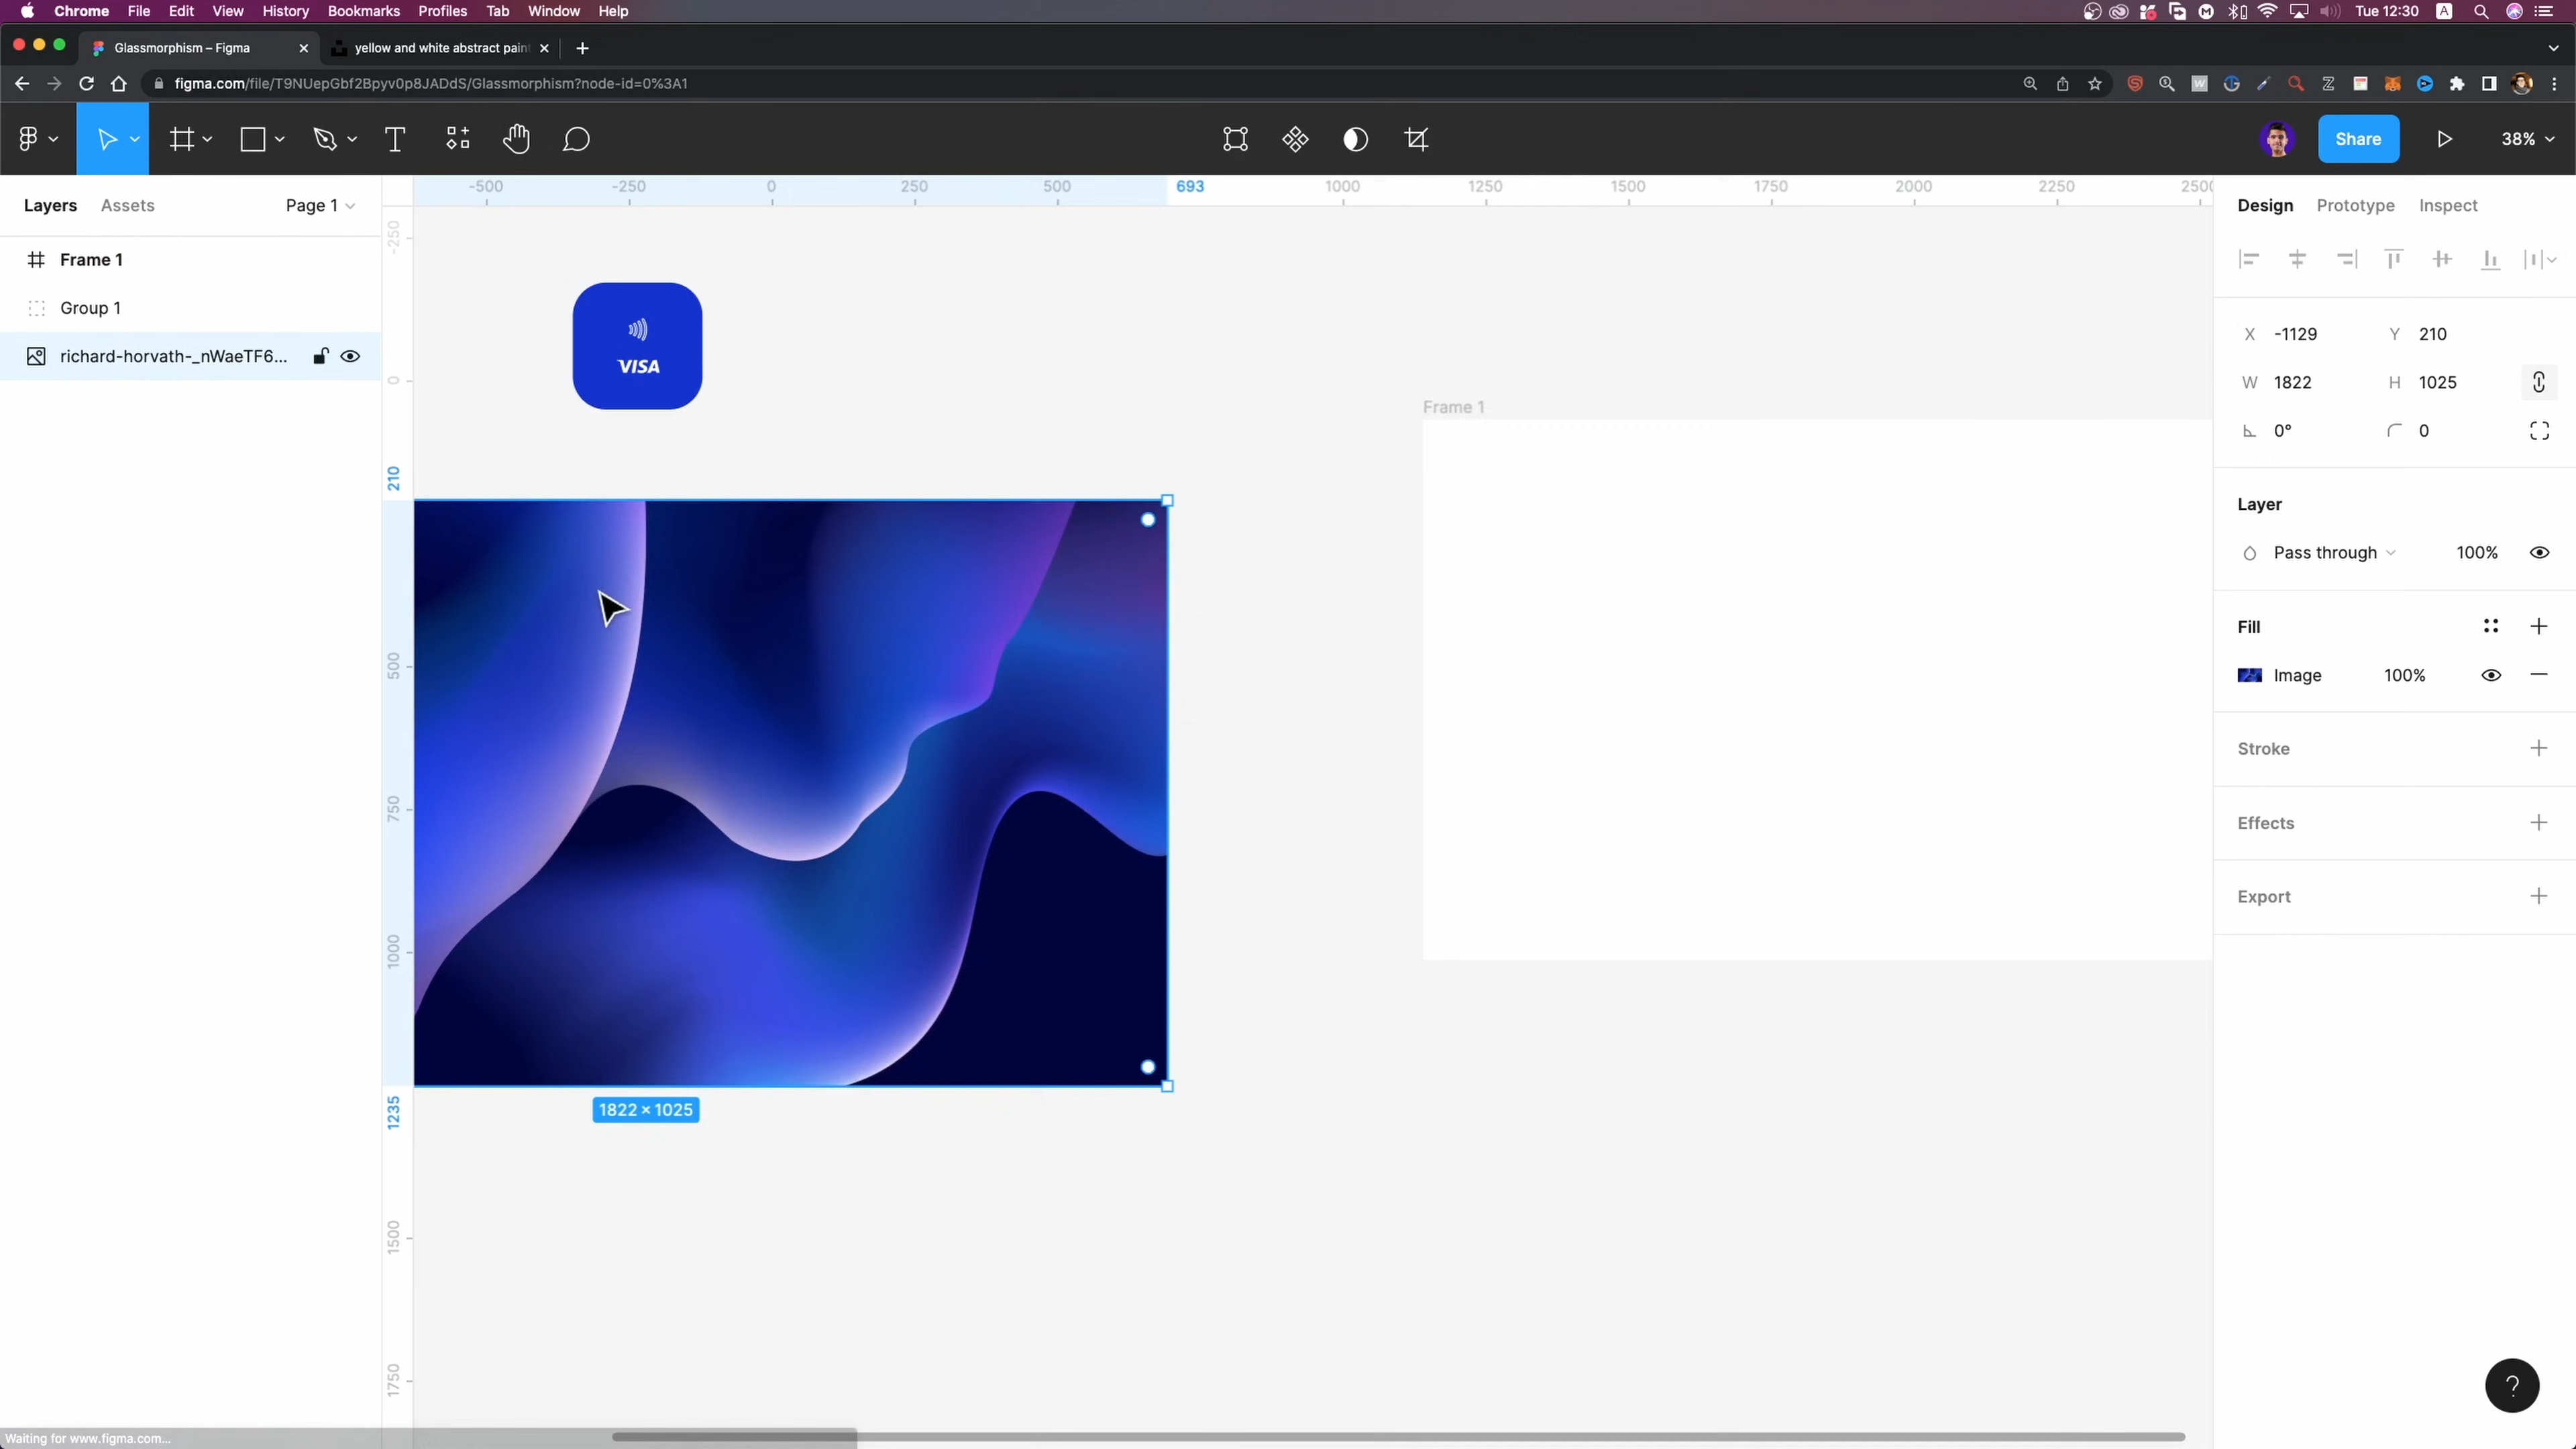 Chrome File Edit View History Bookmarks Profiles Tab Window Help
Tue 12:30 A
Glassmorphism – Figma
yellow and white abstract pain
figma.com/file/T9NUepGbf2Bpyv0p8JADdS/Glassmorphism?node-id=0%3A1
Share
38%
Layers Assets Page 1
-500 -250 0 250 500 693 1000 1250 1500 1750 2000 2250 2500
Design Prototype Inspect
Frame 1
Group 1
richard-horvath-_nWaeTF6...
-250
0
210
500
750
1000
1235
1500
1750
VISA
Frame 1
1822 × 1025
X -1129 Y 210
W 1822 H 1025
0° 0
Layer
Pass through 100%
Fill
Image 100%
Stroke
Effects
Export
?
Waiting for www.figma.com...